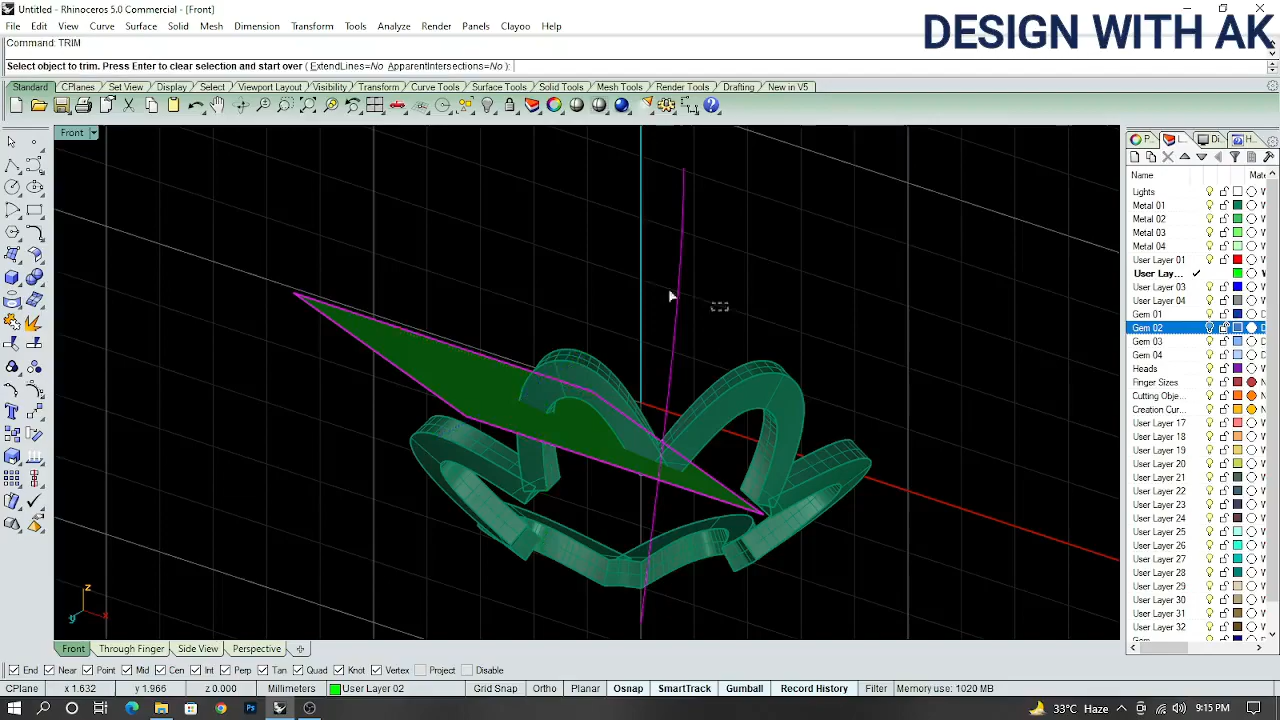 Untitled - Rhinoceros 5.0 Commercial - [Front]
DESIGN WITH AK
File Edit View Curve Surface Solid Mesh Dimension Transform Tools Analyze Render Panels Clayoo Help
Command: TRIM
Select object to trim. Press Enter to clear selection and start over ( ExtendLines=No ApparentIntersections=No ):
Standard CPlanes Set View Display Select Viewport Layout Visibility Transform Curve Tools Surface Tools Solid Tools Mesh Tools Render Tools Drafting New in V5
Front
P... L... Di... H...
Name Mate
Lights
Metal 01
Metal 02
Metal 03
Metal 04
User Layer 01
User Lay...
User Layer 03
User Layer 04
Gem 01
Gem 02
Gem 03
Gem 04
Heads
Finger Sizes
Cutting Obje...
Creation Cur...
User Layer 17
User Layer 18
User Layer 19
User Layer 20
User Layer 21
User Layer 22
User Layer 23
User Layer 24
User Layer 25
User Layer 26
User Layer 27
User Layer 28
User Layer 29
User Layer 30
User Layer 31
User Layer 32
z
y x
Front Through Finger Side View Perspective
End Near Point Mid Cen Int Perp Tan Quad Knot Vertex Project Disable
CPlane x 1.632 y 1.966 z 0.000 Millimeters User Layer 02 Grid Snap Ortho Planar Osnap SmartTrack Gumball Record History Filter Memory use: 1020 MB
33°C Haze 9:15 PM